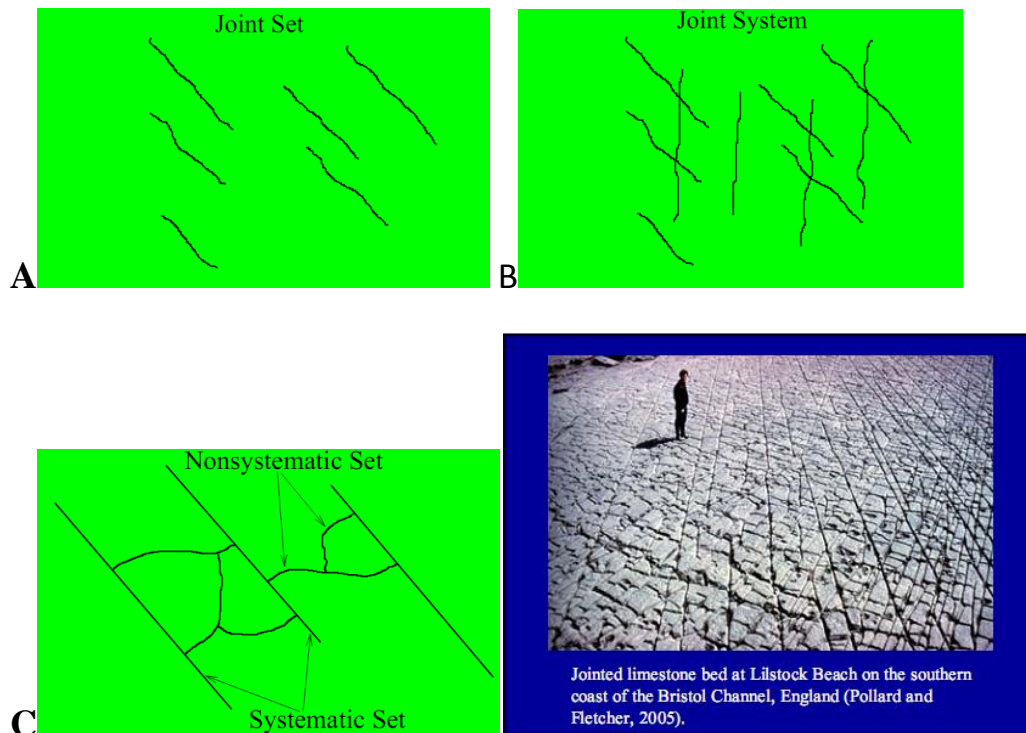 Joint Set
Joint System
A
B
Nonsystematic Set
Systematic Set
C
Jointed limestone bed at Lilstock Beach on the southern
coast of the Bristol Channel, England (Pollard and
Fletcher, 2005).